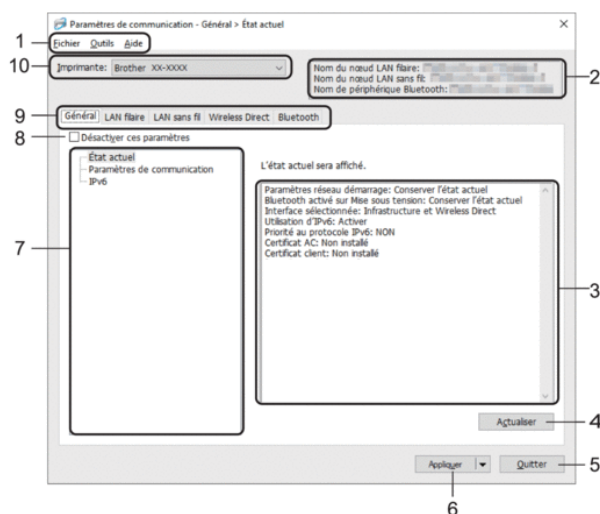 Paramètres de communication - Général > État actuel
1
Fichier Outils Aide
10
Imprimante: Brother XX-XXXX
Nom du nœud LAN filaire:
Nom du nœud LAN sans fil:
Nom de périphérique Bluetooth:
2
9
Général LAN filaire LAN sans fil Wireless Direct Bluetooth
8
Désactiver ces paramètres
État actuel
Paramètres de communication
IPv6
7
L'état actuel sera affiché.
Paramètres réseau démarrage: Conserver l'état actuel
Bluetooth activé sur Mise sous tension: Conserver l'état actuel
Interface sélectionnée: Infrastructure et Wireless Direct
Utilisation d'IPv6: Activer
Priorité au protocole IPv6: NON
Certificat AC: Non installé
Certificat client: Non installé
3
Actualiser
4
Appliquer
Quitter
5
6